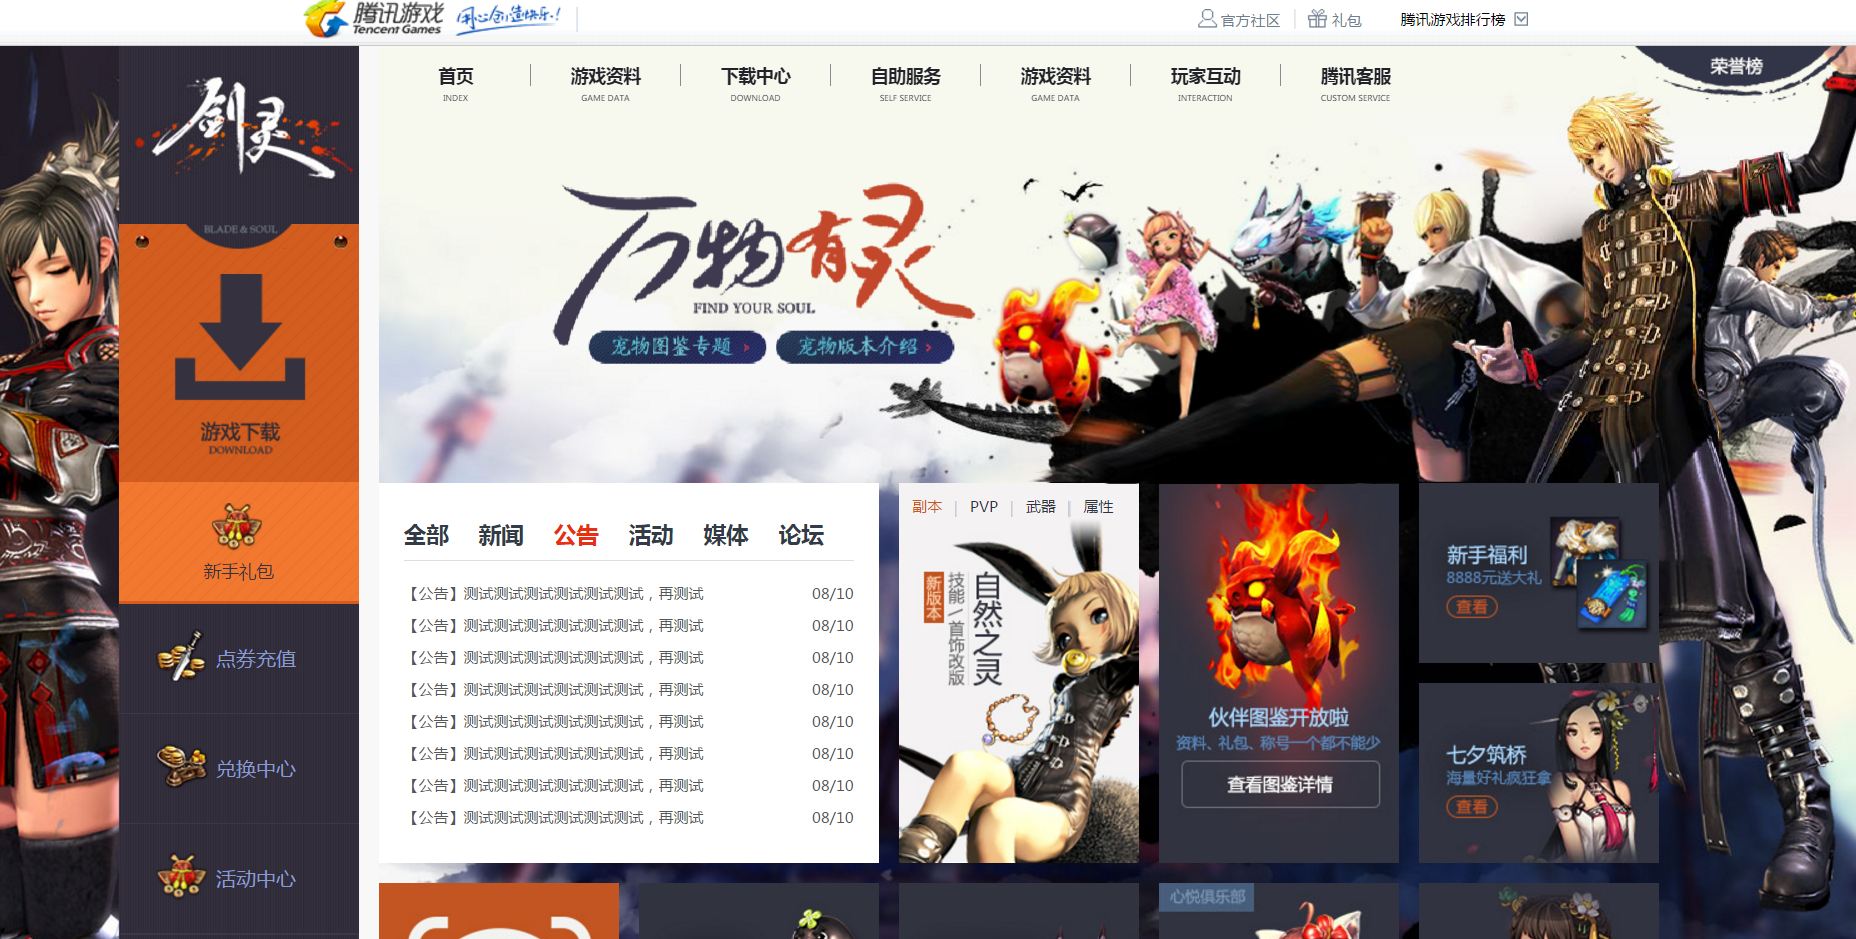 腾讯游戏 用心创造快乐！
Tencent Games
官方社区
礼包
腾讯游戏排行榜
剑灵
BLADE & SOUL
游戏下载
DOWNLOAD
新手礼包
点券充值
兑换中心
活动中心
首页
INDEX
游戏资料
GAME DATA
下载中心
DOWNLOAD
自助服务
SELF SERVICE
游戏资料
GAME DATA
玩家互动
INTERACTION
腾讯客服
CUSTOM SERVICE
荣誉榜
万物有灵
FIND YOUR SOUL
宠物图鉴专题 ›
宠物版本介绍 ›
全部 新闻 公告 活动 媒体 论坛
【公告】测试测试测试测试测试测试，再测试 08/10
【公告】测试测试测试测试测试测试，再测试 08/10
【公告】测试测试测试测试测试测试，再测试 08/10
【公告】测试测试测试测试测试测试，再测试 08/10
【公告】测试测试测试测试测试测试，再测试 08/10
【公告】测试测试测试测试测试测试，再测试 08/10
【公告】测试测试测试测试测试测试，再测试 08/10
【公告】测试测试测试测试测试测试，再测试 08/10
副本 | PVP | 武器 | 属性
自然之灵
技能/首饰改版
新版本
伙伴图鉴开放啦
资料、礼包、称号一个都不能少
查看图鉴详情
新手福利
8888元送大礼
查看
七夕筑桥
海量好礼疯狂拿
查看
心悦俱乐部